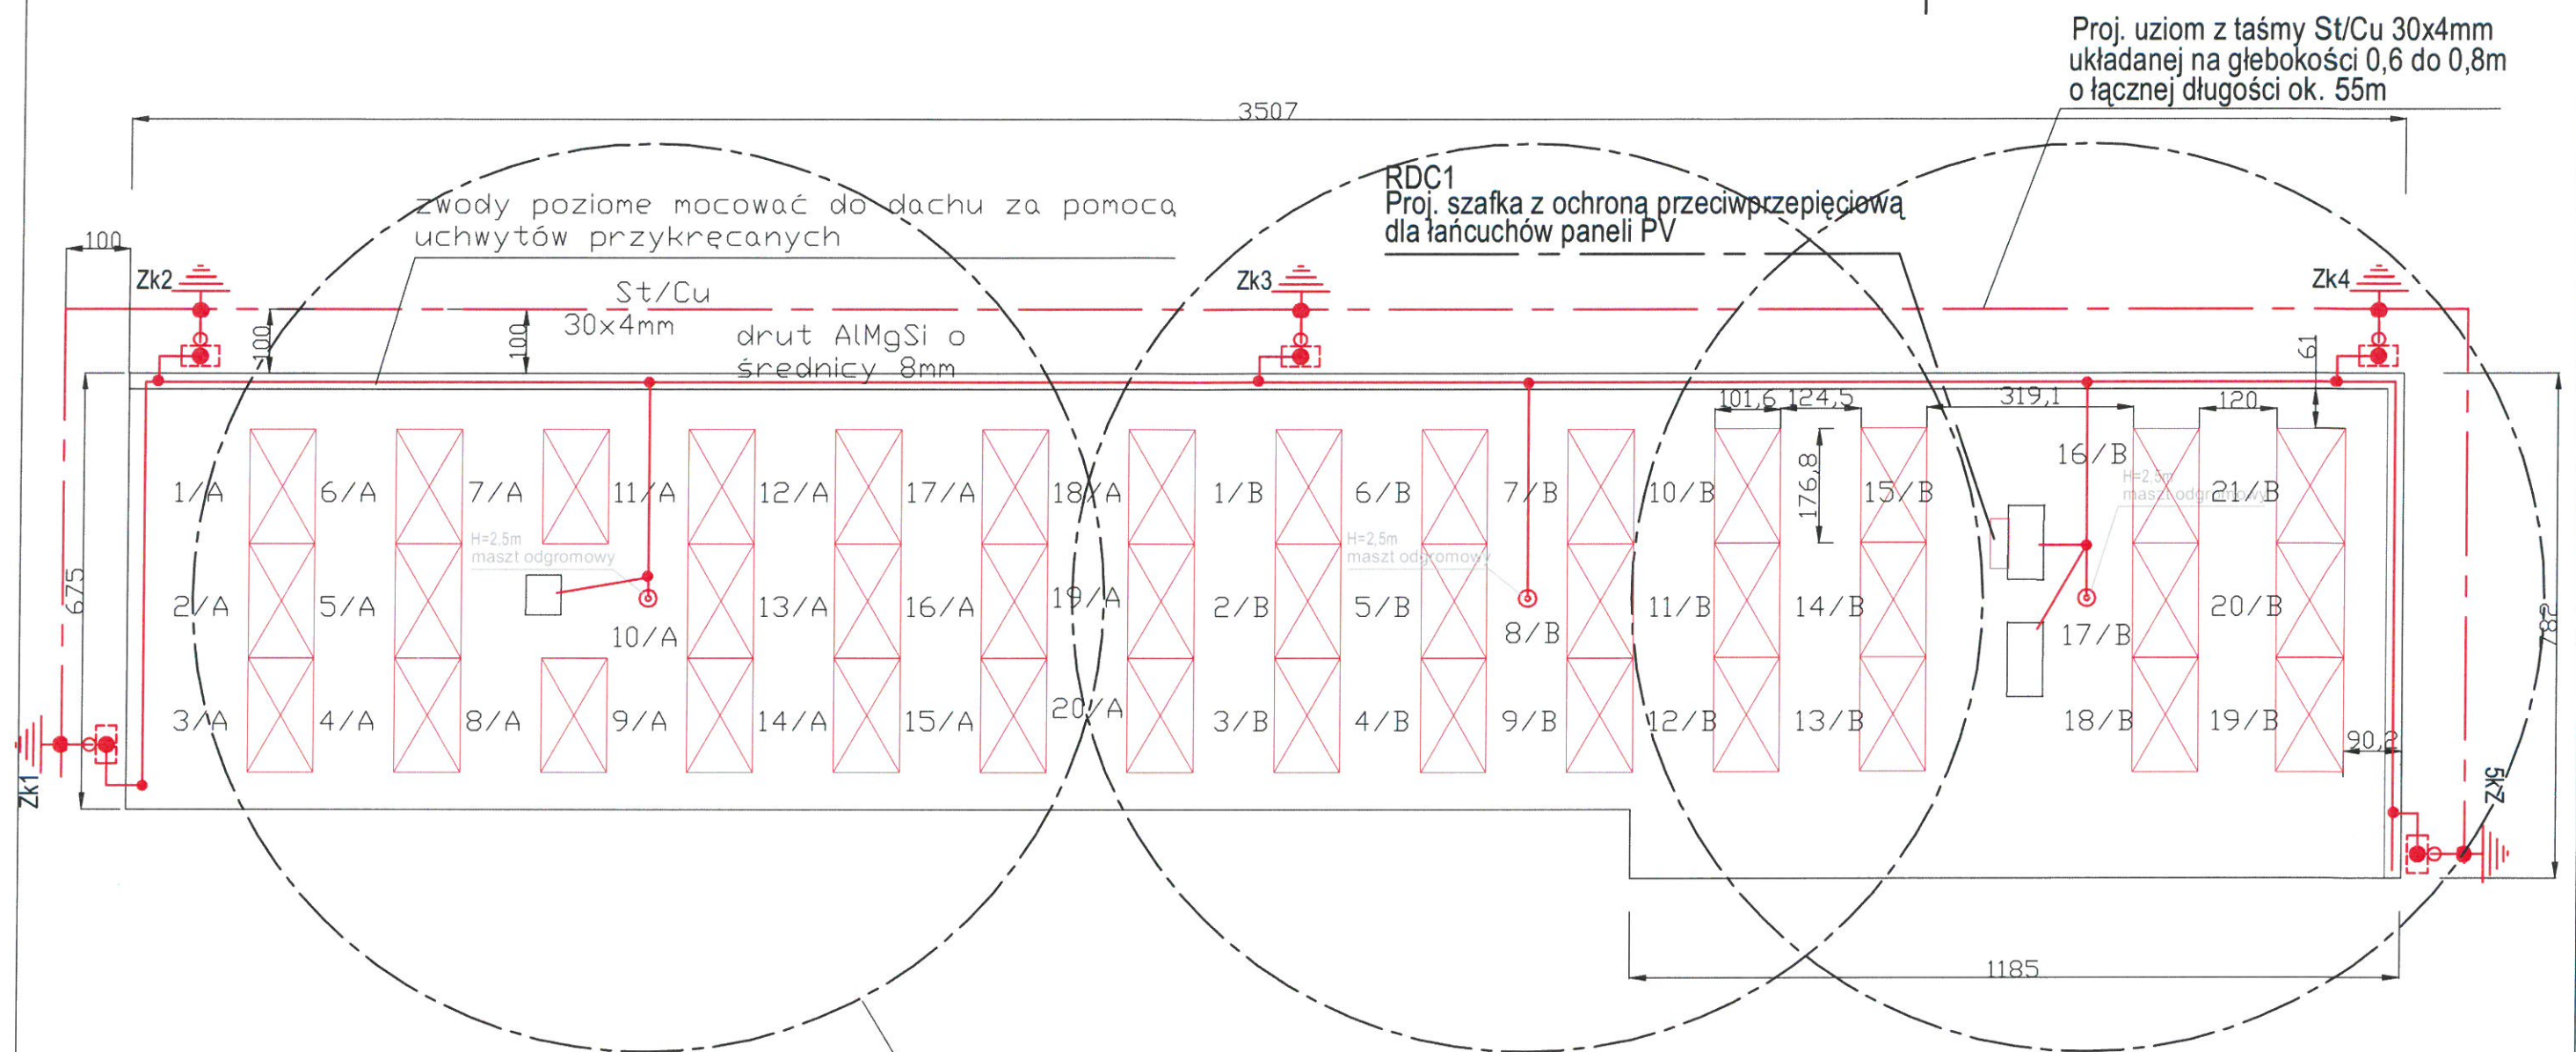 Proj. uziom z taśmy St/Cu 30x4mm
układanej na głebokości 0,6 do 0,8m
o łącznej długości ok. 55m
3507
RDC1
Proj. szafka z ochroną przeciwprzepięciową
dla łańcuchów paneli PV
zwody poziome mocować do dachu za pomocą
uchwytów przykręcanych
100
Zk2
Zk3
Zk4
St/Cu
30x4mm
100
100
drut AlMgSi o
średnicy 8mm
61
101,6 124,5 319,1 120
176,8
1/A 6/A 7/A 11/A 12/A 17/A 18/A 1/B 6/B 7/B 10/B 15/B 16/B 21/B
H=2,5m
maszt odgromowy
H=2,5m
maszt odgromowy
H=2,5m
maszt odgromowy
675
2/A 5/A 10/A 13/A 16/A 19/A 2/B 5/B 8/B 11/B 14/B 17/B 20/B
782
3/A 4/A 8/A 9/A 14/A 15/A 20/A 3/B 4/B 9/B 12/B 13/B 18/B 19/B
90,2
Zk1
Zk5
1185